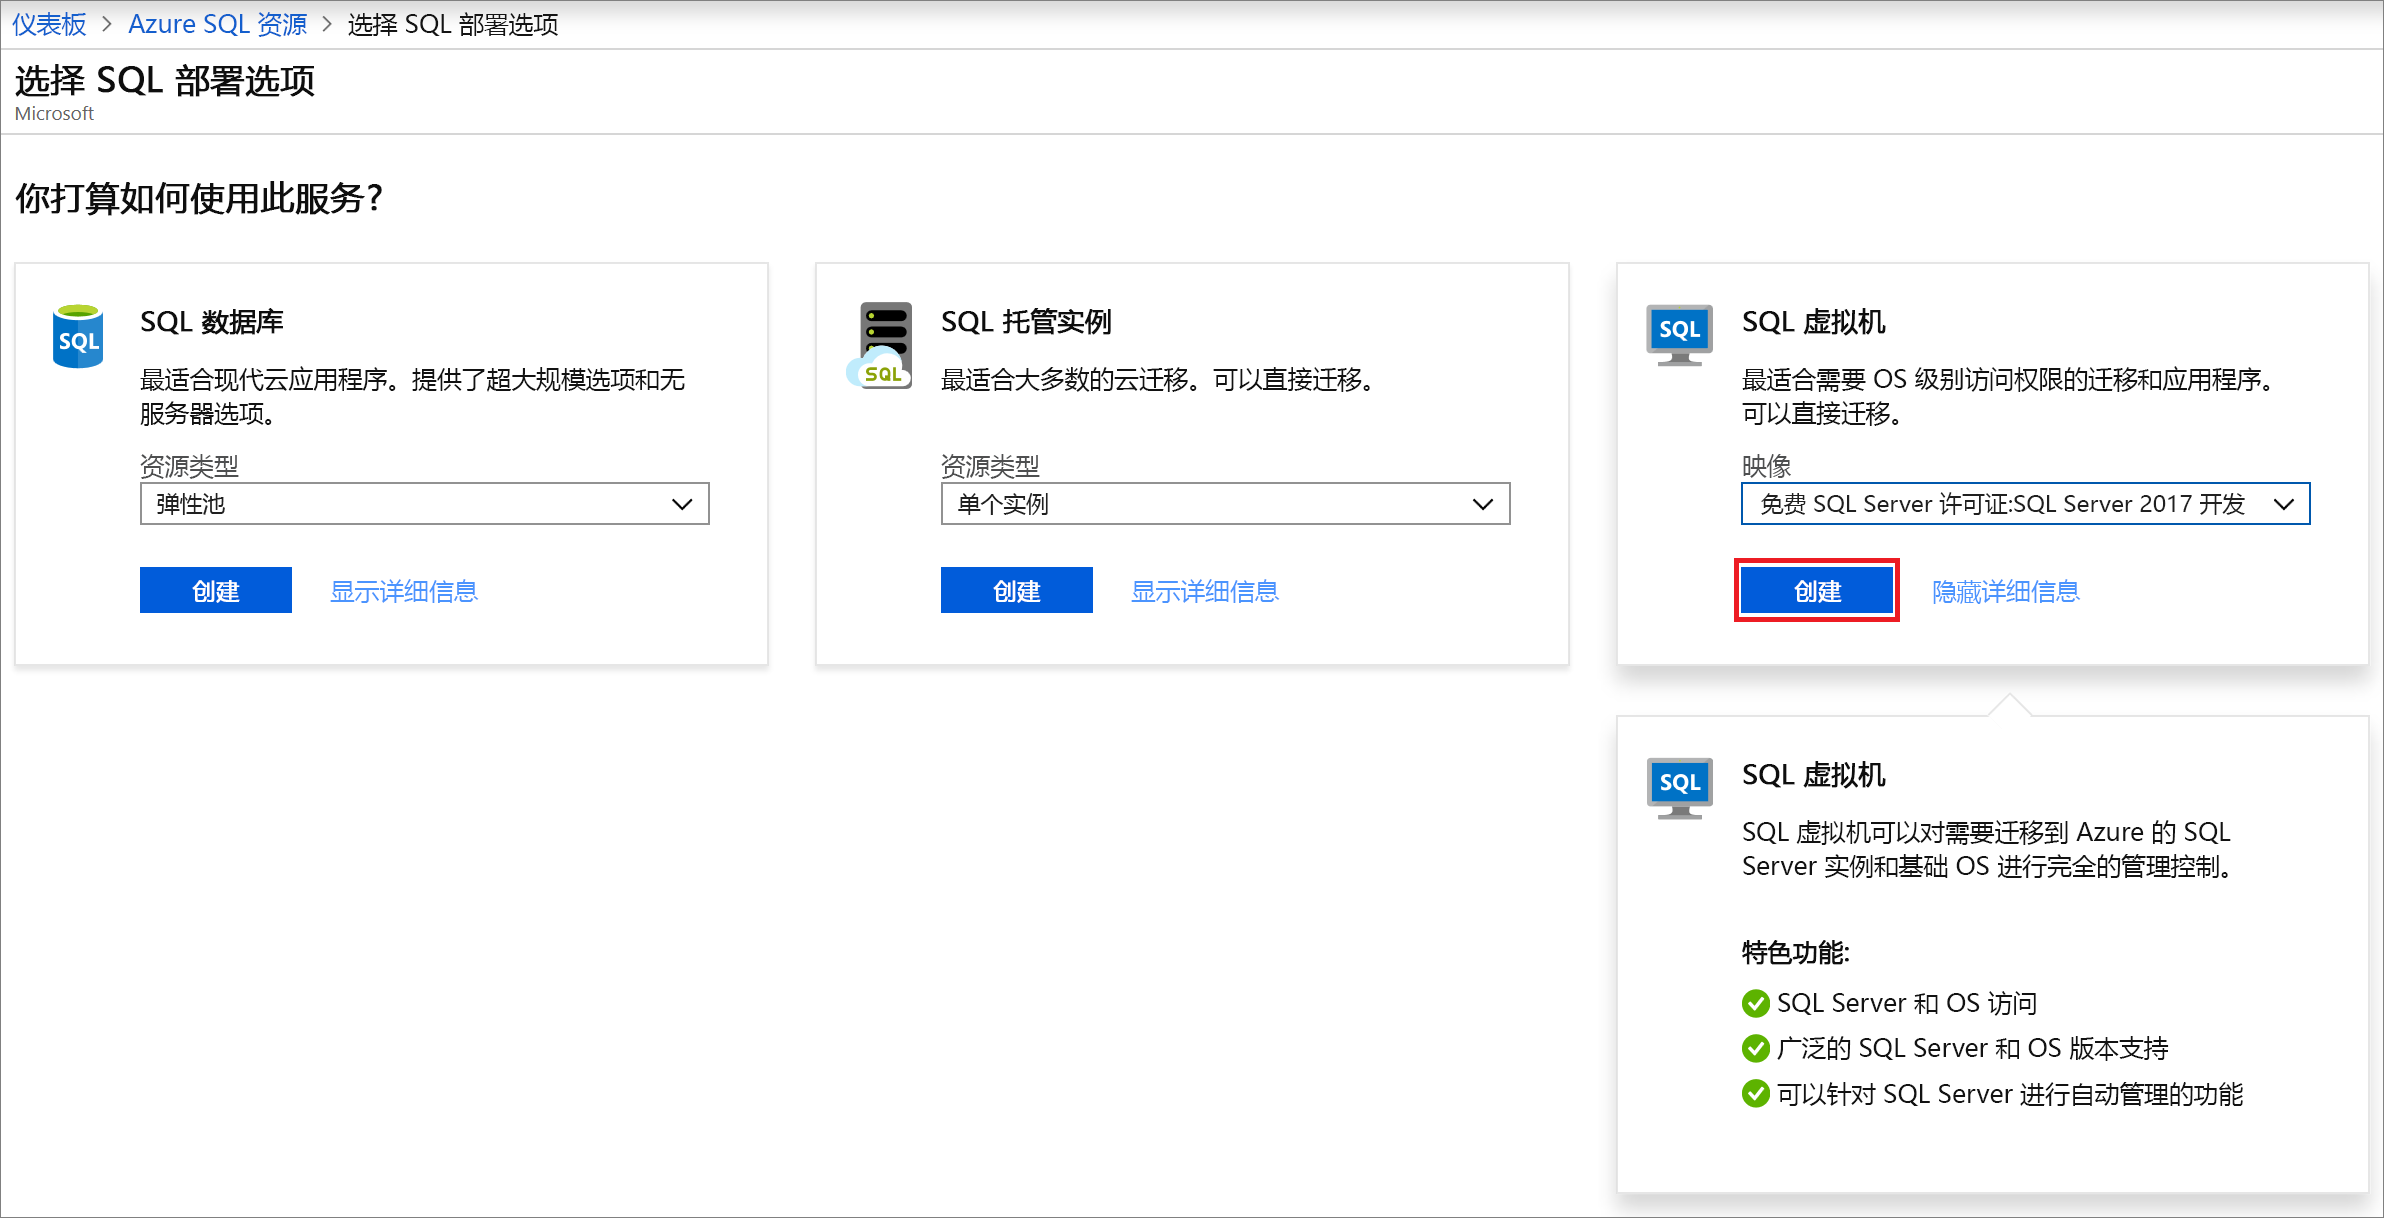 仪表板 > Azure SQL 资源 > 选择 SQL 部署选项
选择 SQL 部署选项
Microsoft
你打算如何使用此服务?
SQL
SQL 数据库
最适合现代云应用程序。提供了超大规模选项和无
服务器选项。
资源类型
弹性池
创建
显示详细信息
SQL
SQL 托管实例
最适合大多数的云迁移。可以直接迁移。
资源类型
单个实例
创建
显示详细信息
SQL
SQL 虚拟机
最适合需要 OS 级别访问权限的迁移和应用程序。
可以直接迁移。
映像
免费 SQL Server 许可证:SQL Server 2017 开发
创建
隐藏详细信息
SQL
SQL 虚拟机
SQL 虚拟机可以对需要迁移到 Azure 的 SQL
Server 实例和基础 OS 进行完全的管理控制。
特色功能:
SQL Server 和 OS 访问
广泛的 SQL Server 和 OS 版本支持
可以针对 SQL Server 进行自动管理的功能